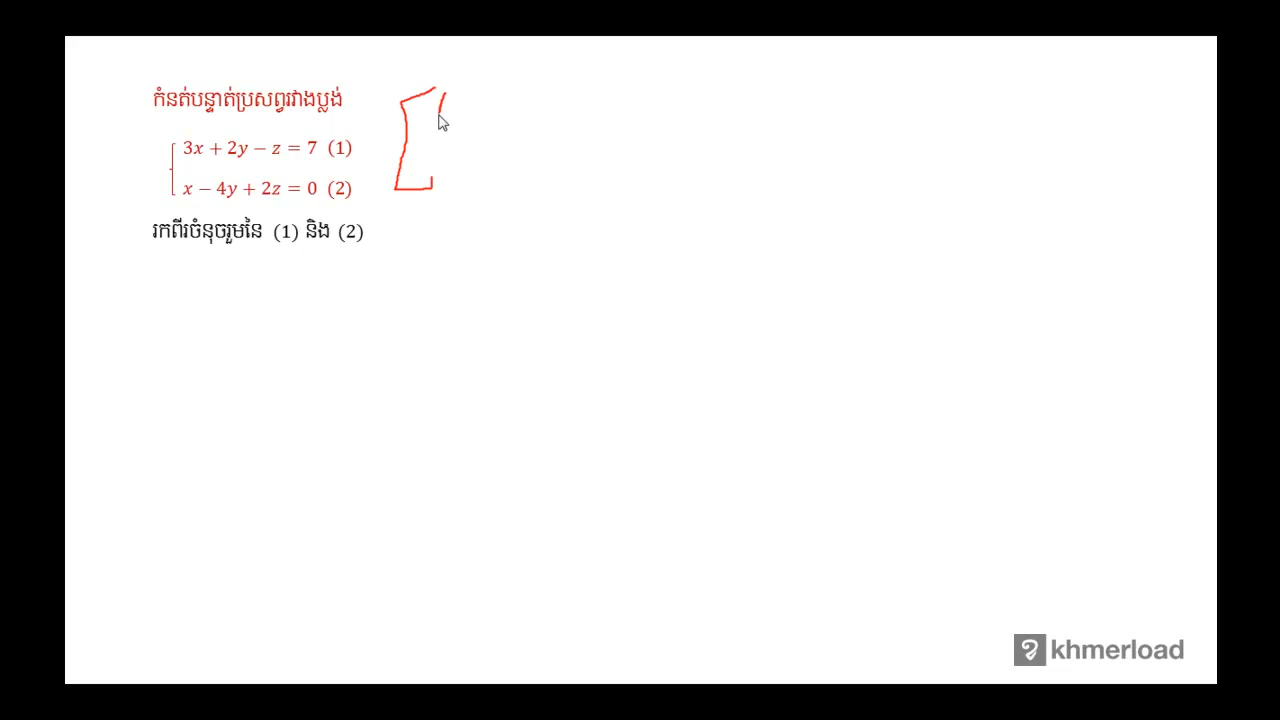 កំនត់បន្ទាត់ប្រសព្វរវាងប្លង់
3x + 2y − z = 7 (1)
x − 4y + 2z = 0 (2)
រកពីរចំនុចរួមនៃ (1) និង (2)
khmerload